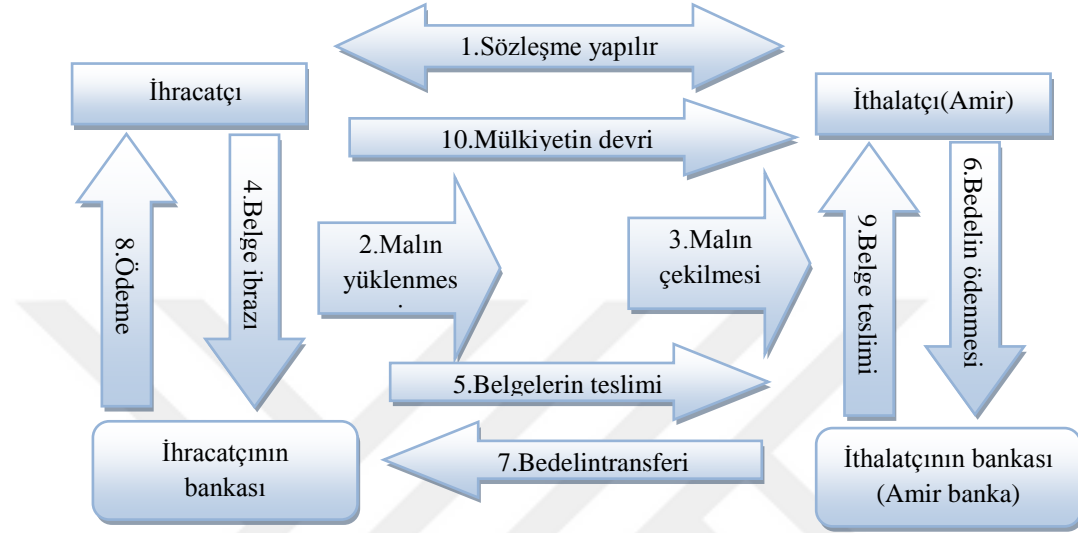 1.Sözleşme yapılır
İhracatçı
İthalatçı(Amir)
10.Mülkiyetin devri
8.Ödeme
4.Belge ibrazı
2.Malın
yüklenmes
3.Malın
çekilmesi
9.Belge teslimi
6.Bedelin ödenmesi
5.Belgelerin teslimi
7.Bedelintransferi
İhracatçının
bankası
İthalatçının bankası
(Amir banka)